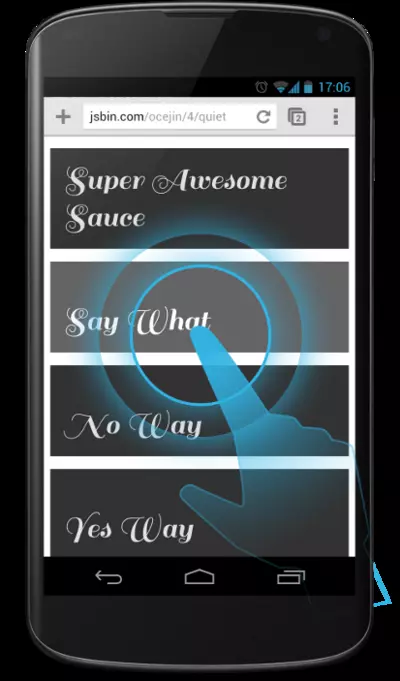 17:06
jsbin.com/ocejin/4/quiet
2
Super Awesome
Sauce
Say What
No Way
Yes Way